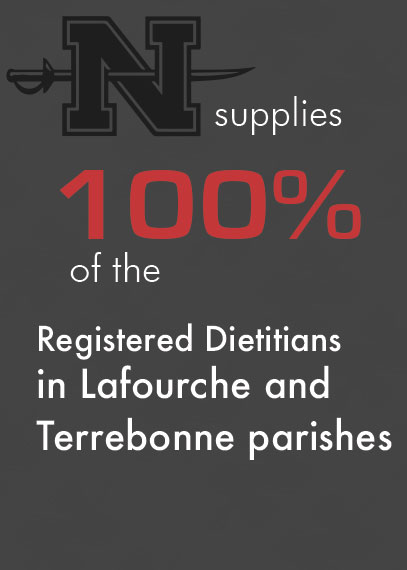 N
supplies
100%
of the
Registered Dietitians
in Lafourche and
Terrebonne parishes